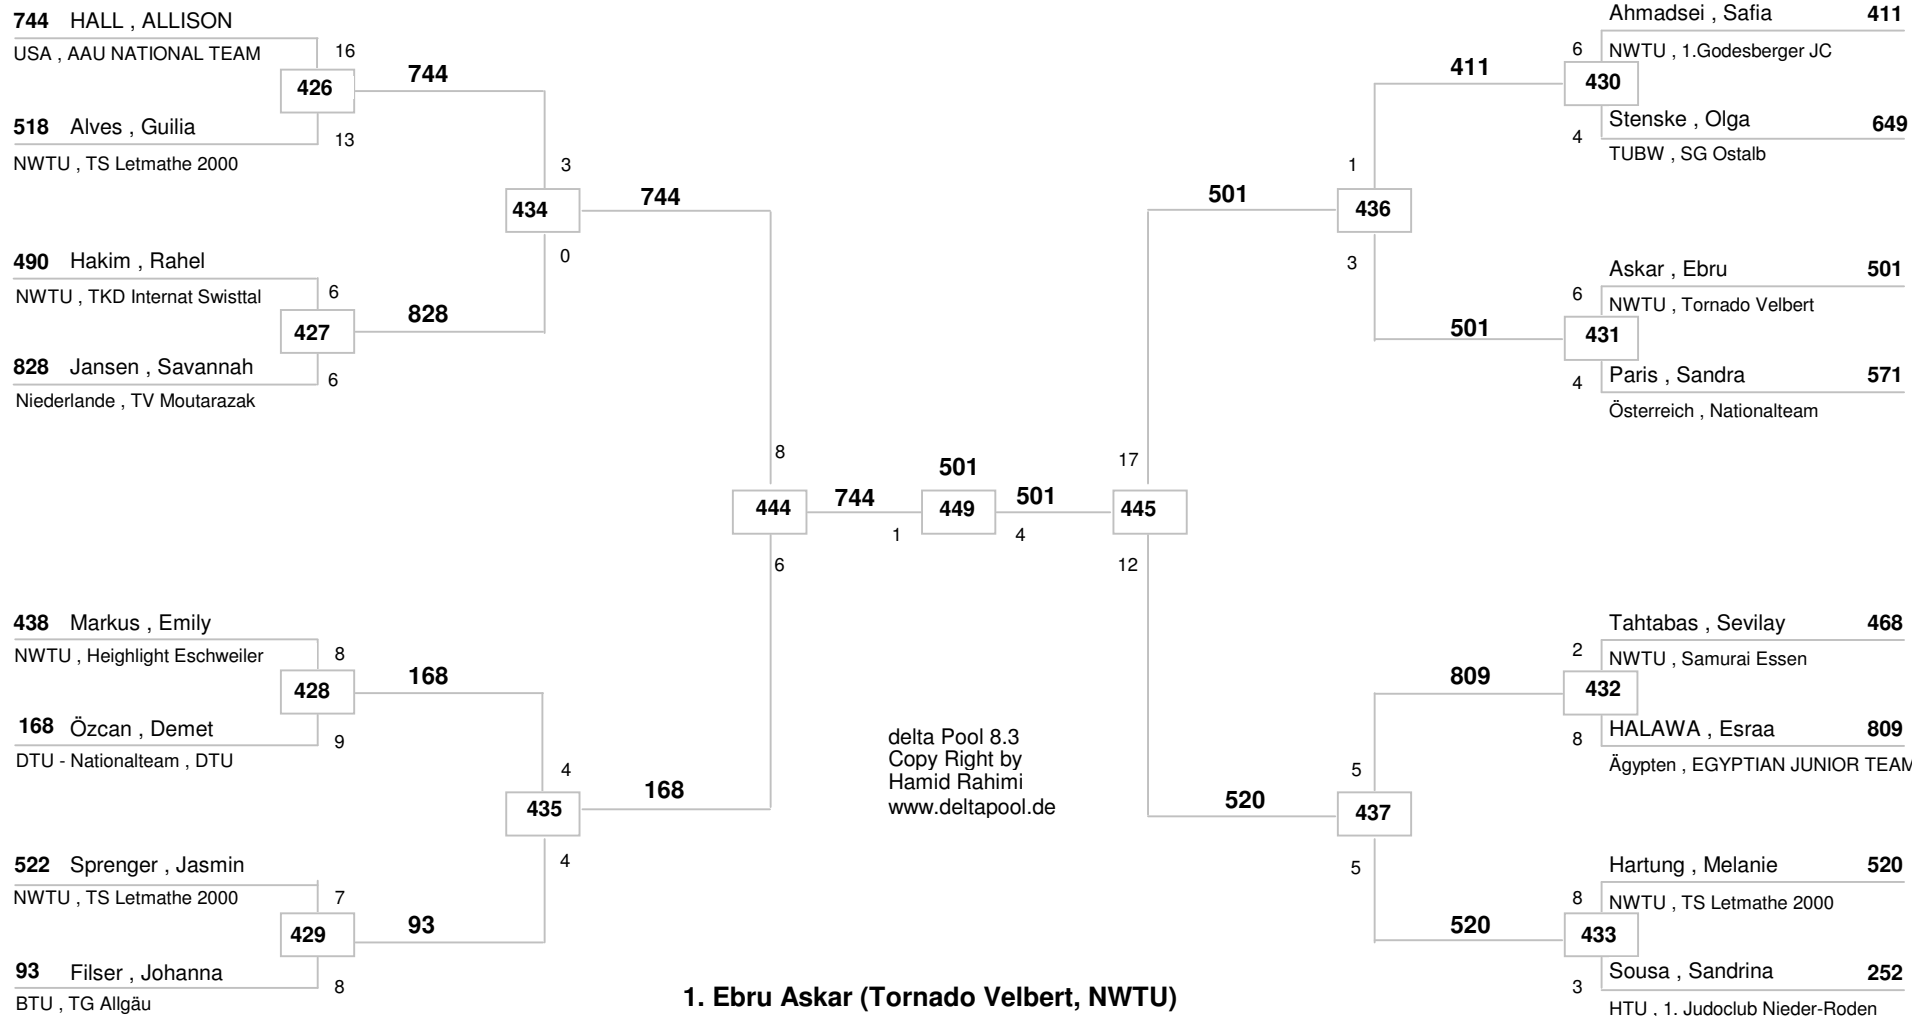 744 HALL , ALLISON
USA , AAU NATIONAL TEAM
16
426
744
518 Alves , Guilia
13
NWTU , TS Letmathe 2000
3
434
744
0
490 Hakim , Rahel
NWTU , TKD Internat Swisttal
6
427
828
828 Jansen , Savannah
6
Niederlande , TV Moutarazak
8
444
744
6
438 Markus , Emily
NWTU , Heighlight Eschweiler
8
428
168
168 Özcan , Demet
9
DTU - Nationalteam , DTU
4
435
168
4
522 Sprenger , Jasmin
NWTU , TS Letmathe 2000
7
429
93
93 Filser , Johanna
8
BTU , TG Allgäu
501
449
1
4
501
17
445
12
Ahmadsei , Safia 411
6
NWTU , 1.Godesberger JC
411
430
Stenske , Olga 649
4
TUBW , SG Ostalb
1
501
436
3
Askar , Ebru 501
6
NWTU , Tornado Velbert
501
431
Paris , Sandra 571
4
Österreich , Nationalteam
Tahtabas , Sevilay 468
2
NWTU , Samurai Essen
809
432
HALAWA , Esraa 809
8
Ägypten , EGYPTIAN JUNIOR TEAM
5
520
437
5
Hartung , Melanie 520
8
NWTU , TS Letmathe 2000
520
433
Sousa , Sandrina 252
3
HTU , 1. Judoclub Nieder-Roden
delta Pool 8.3
Copy Right by
Hamid Rahimi
www.deltapool.de
1. Ebru Askar (Tornado Velbert, NWTU)